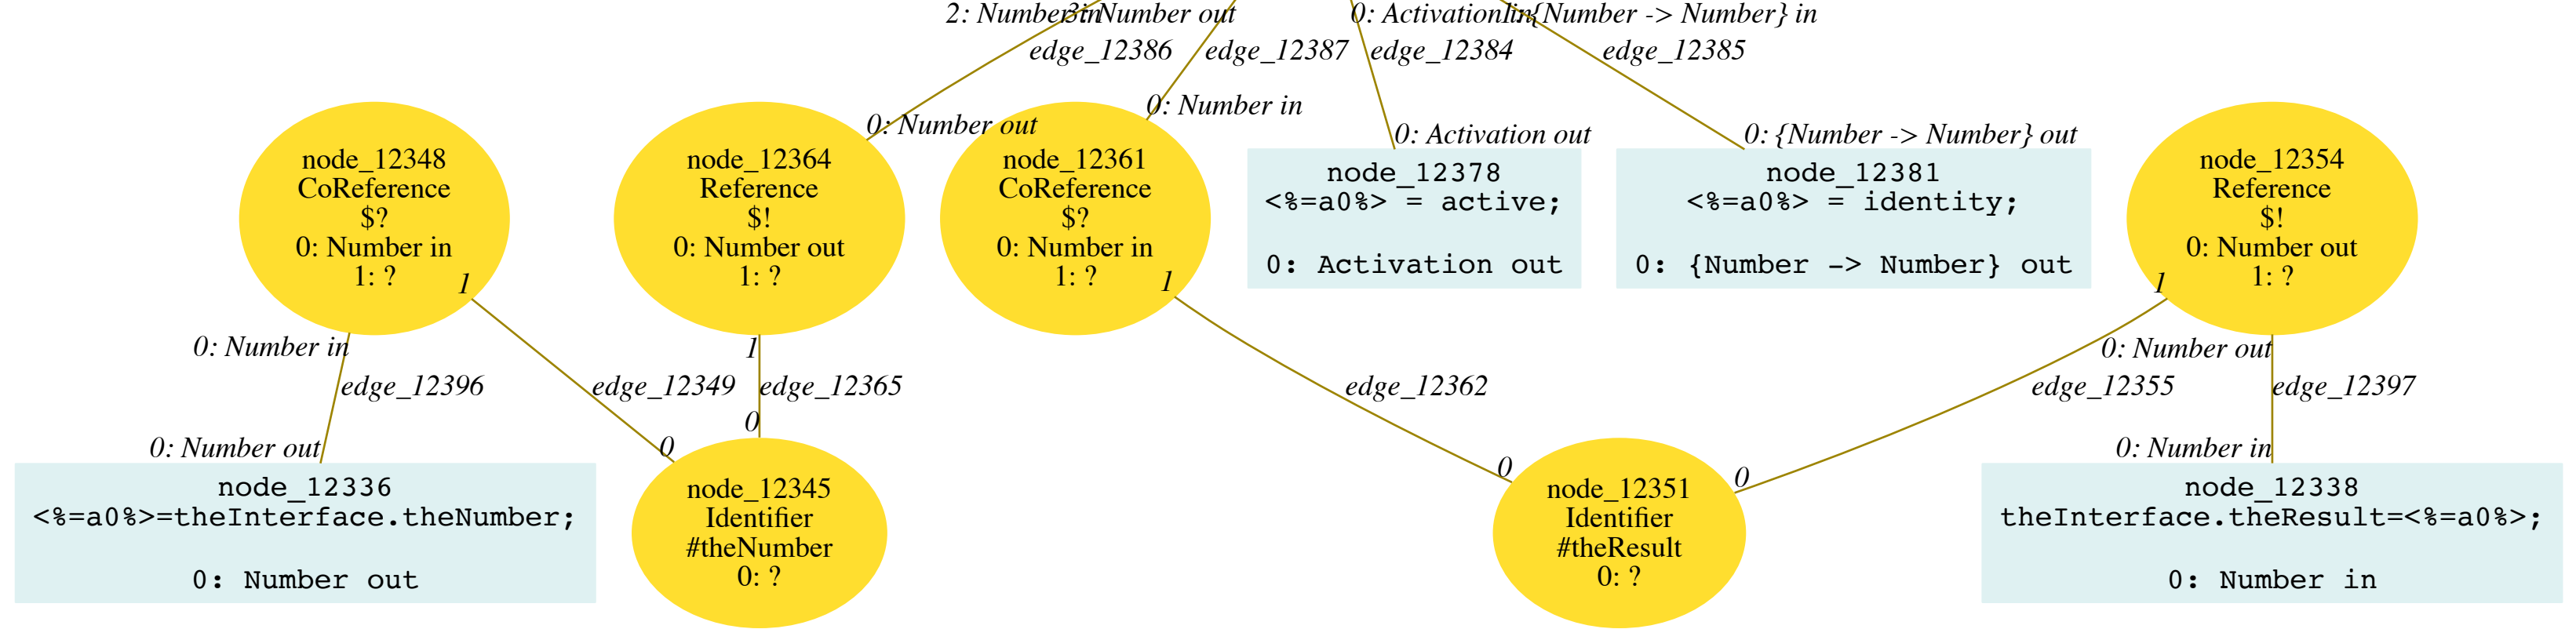 2: Number in
3: Number out
0: Activation in
1: {Number -> Number} in
edge_12386
edge_12387
edge_12384
edge_12385
0: Number out
0: Number in
0: Activation out
0: {Number -> Number} out
node_12348
CoReference
$?
0: Number in
1: ?
1
node_12364
Reference
$!
0: Number out
1: ?
node_12361
CoReference
$?
0: Number in
1: ?
1
node_12378
<%=a0%> = active;
0: Activation out
node_12381
<%=a0%> = identity;
0: {Number -> Number} out
node_12354
Reference
$!
0: Number out
1: ?
1
0: Number in
1
0: Number out
edge_12396
edge_12349
edge_12365
edge_12362
edge_12355
edge_12397
0: Number out
0
0
0
0
0: Number in
node_12336
<%=a0%>=theInterface.theNumber;
0: Number out
node_12345
Identifier
#theNumber
0: ?
node_12351
Identifier
#theResult
0: ?
node_12338
theInterface.theResult=<%=a0%>;
0: Number in